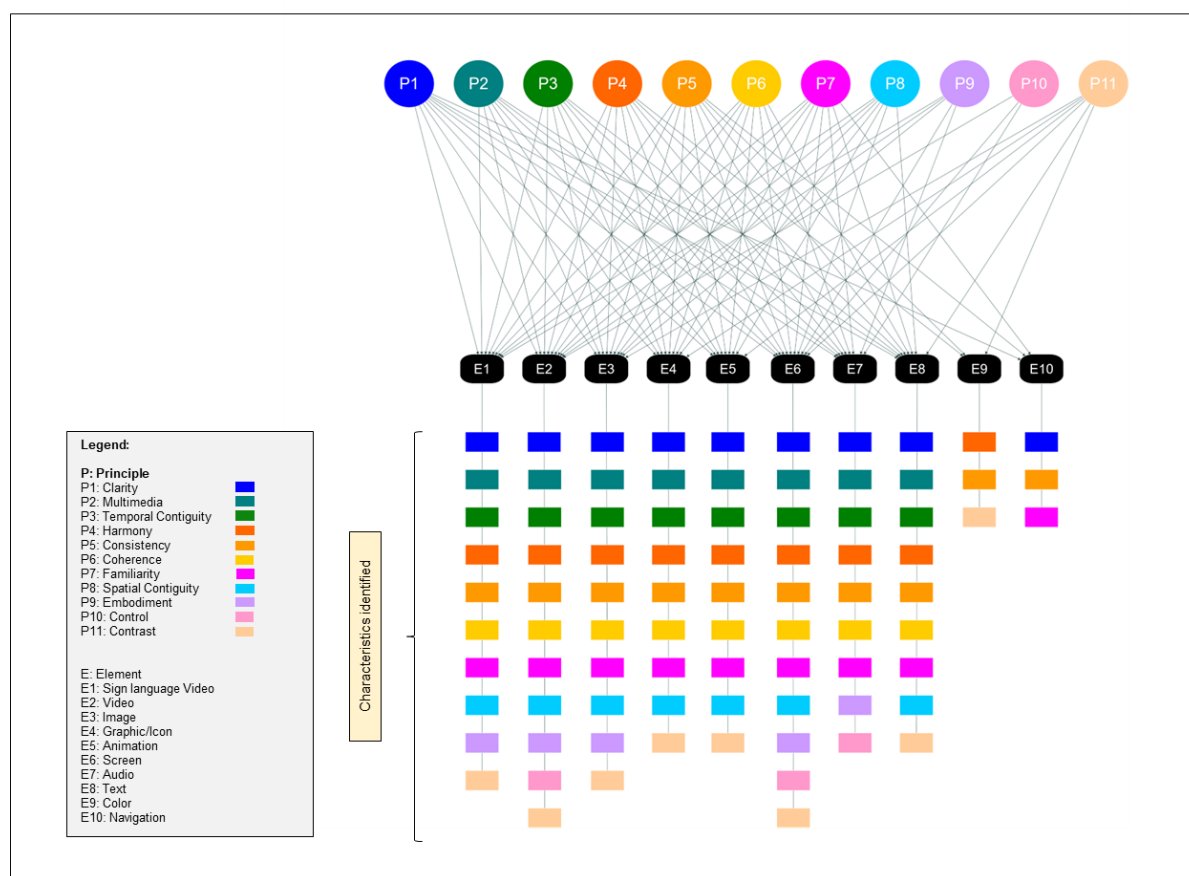 P1 P2 P3 P4 P5 P6 P7 P8 P9 P10 P11
E1 E2 E3 E4 E5 E6 E7 E8 E9 E10
Characteristics identified
Legend:
P: Principle
P1: Clarity
P2: Multimedia
P3: Temporal Contiguity
P4: Harmony
P5: Consistency
P6: Coherence
P7: Familiarity
P8: Spatial Contiguity
P9: Embodiment
P10: Control
P11: Contrast
E: Element
E1: Sign language Video
E2: Video
E3: Image
E4: Graphic/Icon
E5: Animation
E6: Screen
E7: Audio
E8: Text
E9: Color
E10: Navigation